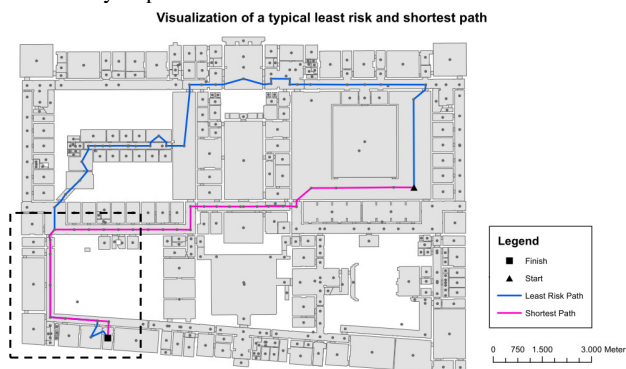 Visualization of a typical least risk and shortest path
Legend
Finish
Start
Least Risk Path
Shortest Path
0 750 1.500 3.000 Meter